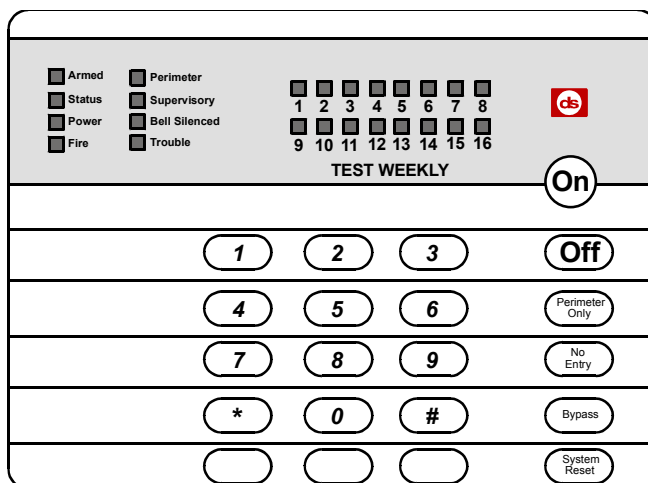 Armed Perimeter
Status Supervisory
Power Bell Silenced
Fire Trouble
1 2 3 4 5 6 7 8
9 10 11 12 13 14 15 16
TEST WEEKLY
ds
On
1 2 3 Off
4 5 6 Perimeter Only
7 8 9 No Entry
* 0 # Bypass
System Reset